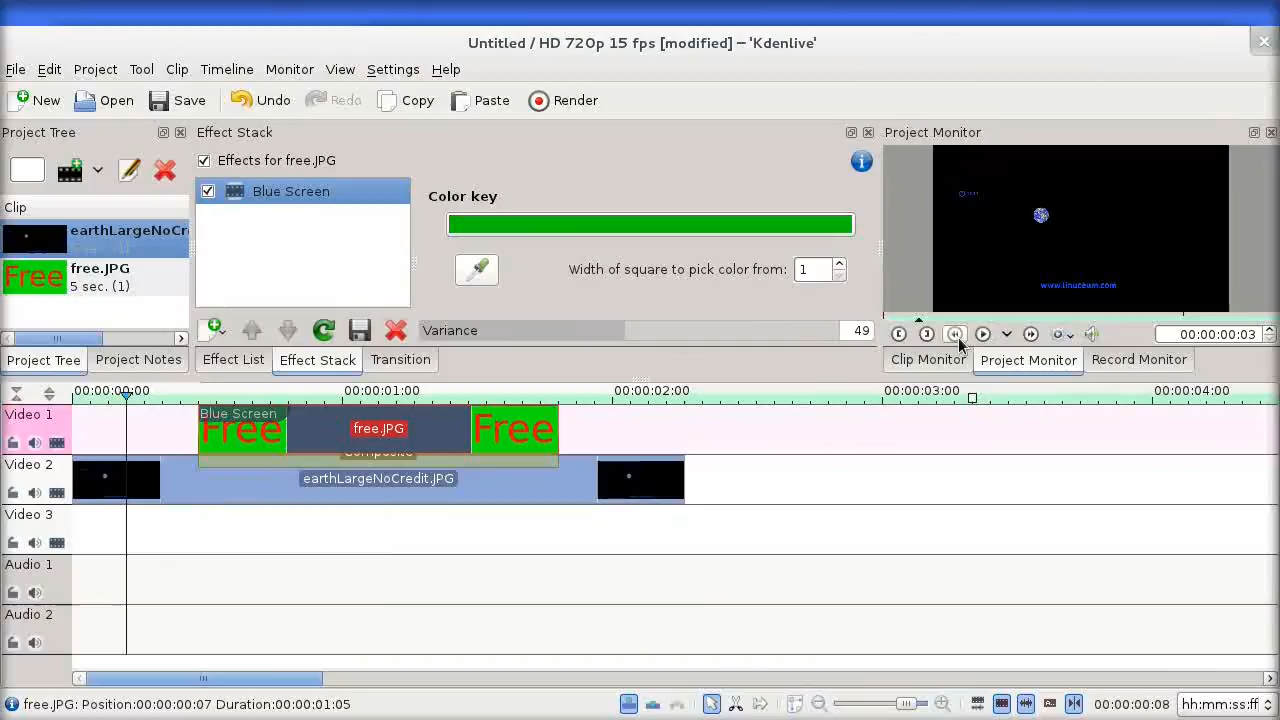 Untitled / HD 720p 15 fps [modified] – 'Kdenlive'
File Edit Project Tool Clip Timeline Monitor View Settings Help
New Open Save Undo Redo Copy Paste Render
Project Tree
Effect Stack
Project Monitor
Effects for free.JPG
Blue Screen
Color key
Clip
earthLargeNoCr
free.JPG
5 sec. (1)
Free
Width of square to pick color from: 1
www.linuceum.com
Variance 49
00:00:00:03
Project Tree Project Notes
Effect List Effect Stack Transition
Clip Monitor Project Monitor Record Monitor
00:00:00:00 00:00:01:00 00:00:02:00 00:00:03:00 00:00:04:00
Video 1
Blue Screen
Free
free.JPG
Free
Composite
Video 2
earthLargeNoCredit.JPG
Video 3
Audio 1
Audio 2
free.JPG: Position:00:00:00:07 Duration:00:00:01:05
00:00:00:08 hh:mm:ss:ff